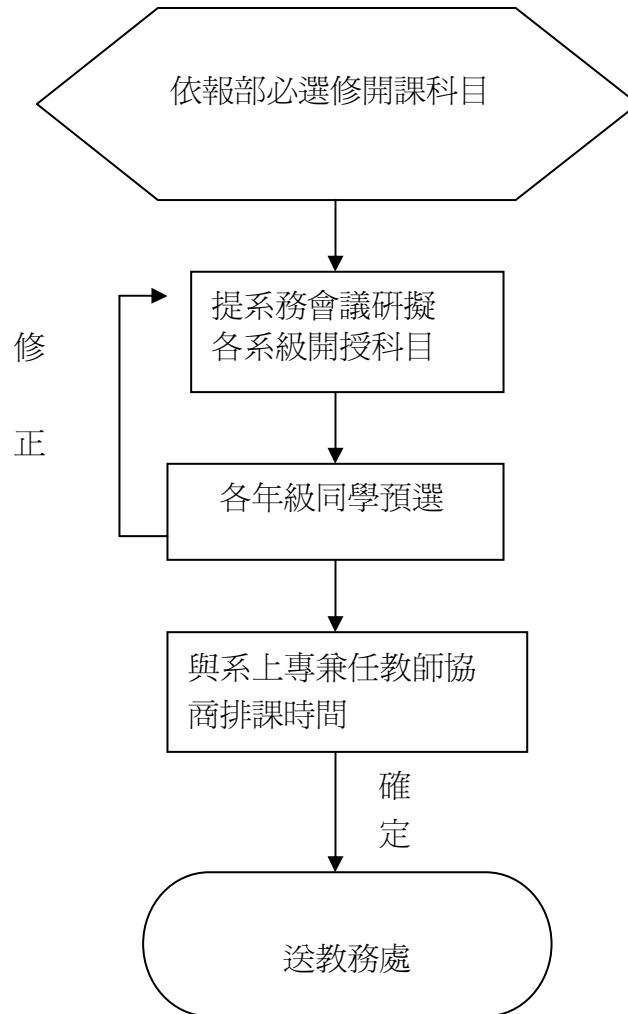 依報部必選修開課科目
提系務會議研擬
各系級開授科目
修
正
各年級同學預選
與系上專兼任教師協
商排課時間
確
定
送教務處